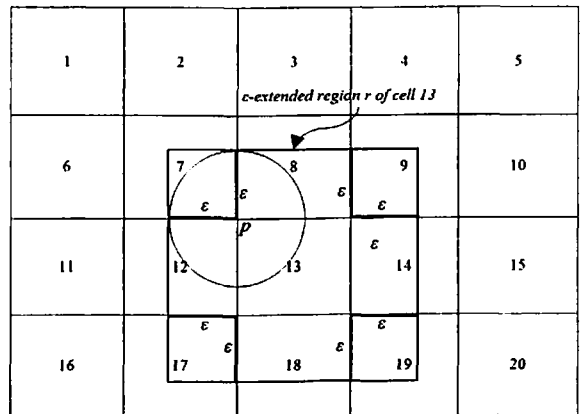 1 2 3 4 5
ε-extended region r of cell 13
6 7 8 9 10
ε ε ε ε
p
ε
11 12 13 14 15
ε ε
ε ε
16 17 18 19 20